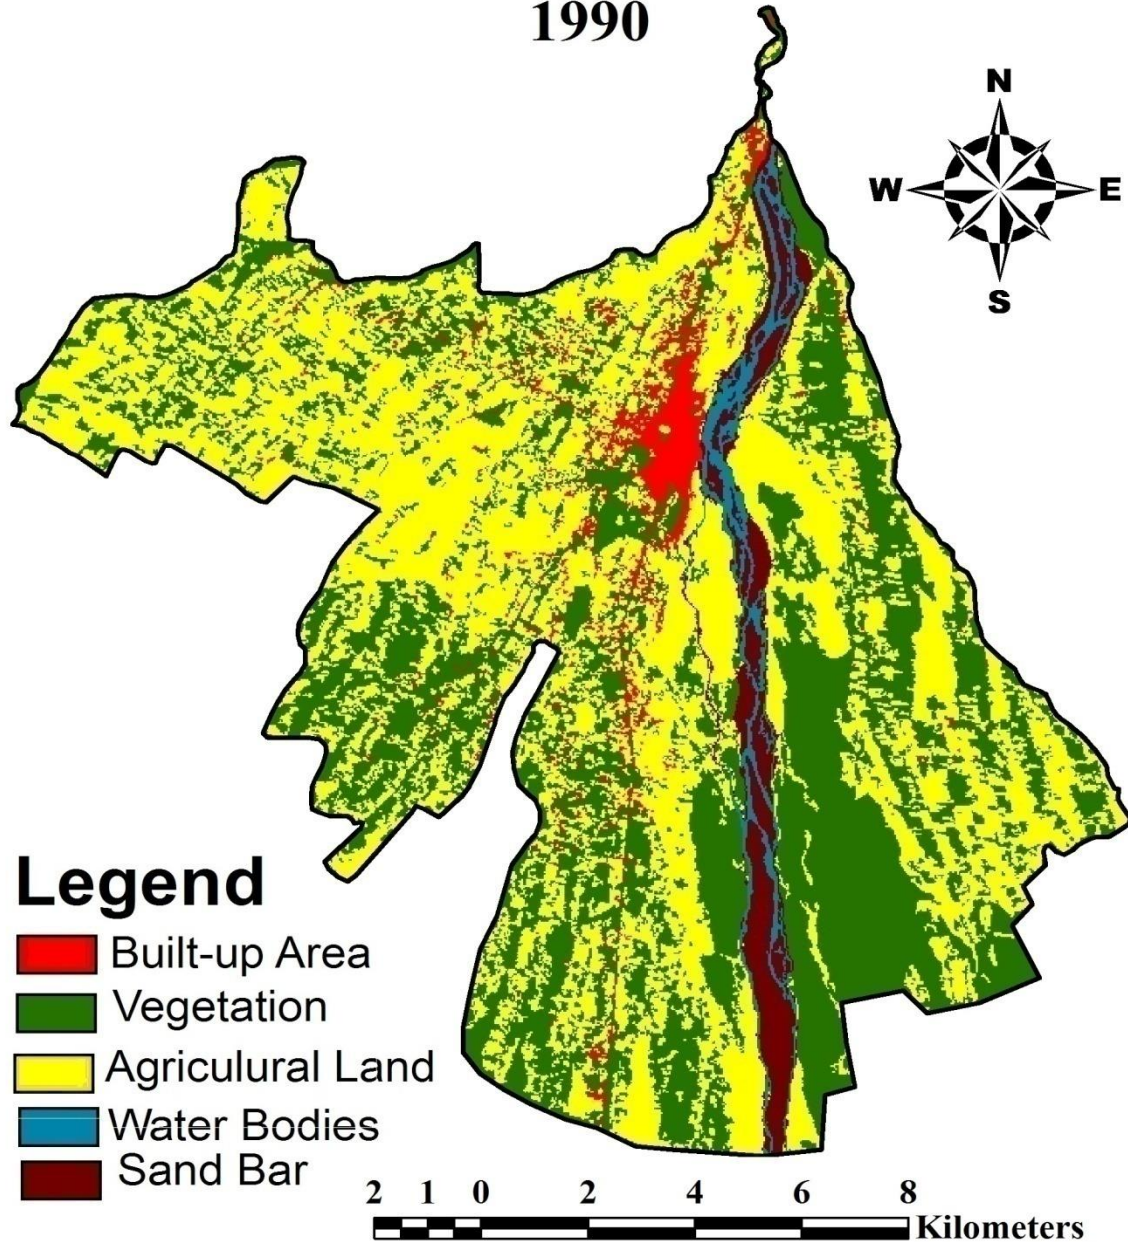 1990
N
W E
S
Legend
Built-up Area
Vegetation
Agriculural Land
Water Bodies
Sand Bar
2 1 0 2 4 6 8
Kilometers